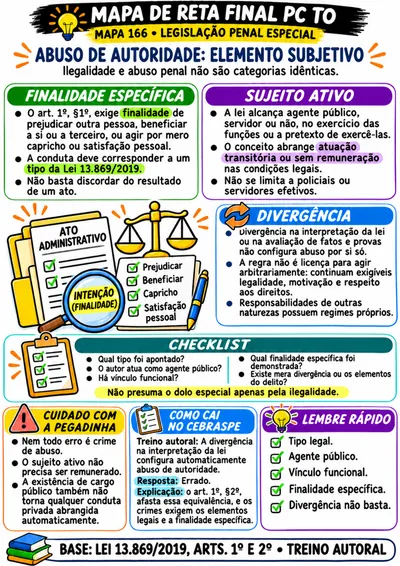 MAPA DE RETA FINAL PC TO
MAPA 166 • LEGISLAÇÃO PENAL ESPECIAL
ABUSO DE AUTORIDADE: ELEMENTO SUBJETIVO
Ilegalidade e abuso penal não são categorias idênticas.
FINALIDADE ESPECÍFICA
• O art. 1º, §1º, exige finalidade de
prejudicar outra pessoa, beneficiar
a si ou a terceiro, ou agir por mero
capricho ou satisfação pessoal.
• A conduta deve corresponder a um
tipo da Lei 13.869/2019.
• Não basta discordar do resultado
de um ato.
SUJEITO ATIVO
• A lei alcança agente público,
servidor ou não, no exercício das
funções ou a pretexto de exercê-las.
• O conceito abrange atuação
transitória ou sem remuneração
nas condições legais.
• Não se limita a policiais ou
servidores efetivos.
ATO
ADMINISTRATIVO
INTENÇÃO
(FINALIDADE)
Prejudicar
Beneficiar
Capricho
Satisfação
pessoal
DIVERGÊNCIA
• Divergência na interpretação da lei
ou na avaliação de fatos e provas
não configura abuso por si só.
• A regra não é licença para agir
arbitrariamente: continuam exigíveis
legalidade, motivação e respeito
aos direitos.
• Responsabilidades de outras
naturezas possuem regimes próprios.
CHECKLIST
• Qual tipo foi apontado?
• O autor atua como agente público?
• Há vínculo funcional?
• Qual finalidade específica foi
demonstrada?
• Existe mera divergência ou os elementos
do delito?
Não presuma o dolo especial apenas pela ilegalidade.
CUIDADO COM
A PEGADINHA
• Nem todo erro é crime
de abuso.
• O sujeito ativo não
precisa ser remunerado.
• A existência de cargo
público também não
torna qualquer conduta
privada abrangida
automaticamente.
COMO CAI
NO CEBRASPE
Treino autoral: A divergência
na interpretação da lei
configura automaticamente
abuso de autoridade.
Resposta: Errado.
Explicação: o art. 1º, §2º,
afasta essa equivalência, e os
crimes exigem os elementos
legais e a finalidade específica.
LEMBRE RÁPIDO
Tipo legal.
Agente público.
Vínculo funcional.
Finalidade específica.
Divergência não basta.
BASE: LEI 13.869/2019, ARTS. 1º E 2º • TREINO AUTORAL